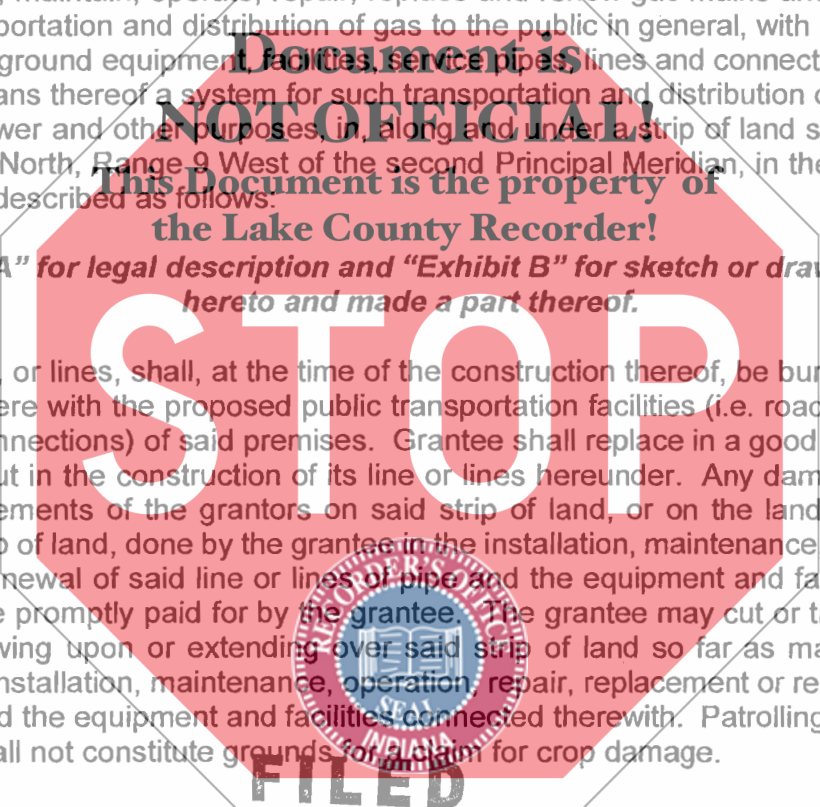 portation and distribution of gas to the public in general, with
Document is
ground equipment, facilities, service pipes, lines and connect
ans thereof a system for such transportation and distribution
NOT OFFICIAL!
wer and other purposes, in, along and under a strip of land s
North, Range 9 West of the second Principal Meridian, in the
This Document is the property of
described as follows:
the Lake County Recorder!
A" for legal description and "Exhibit B" for sketch or draw
hereto and made a part thereof.
STOP
or lines, shall, at the time of the construction thereof, be bur
ere with the proposed public transportation facilities (i.e. road
nnections) of said premises. Grantee shall replace in a good
ut in the construction of its line or lines hereunder. Any dam
ements of the grantors on said strip of land, or on the land
p of land, done by the grantee in the installation, maintenance
newal of said line or lines of pipe and the equipment and fa
e promptly paid for by the grantee. The grantee may cut or t
wing upon or extending over said strip of land so far as ma
nstallation, maintenance, operation, repair, replacement or re
d the equipment and facilities connected therewith. Patrolling
all not constitute grounds for a claim for crop damage.
RECORDER'S OFFICE
SEAL
INDIANA
FILED